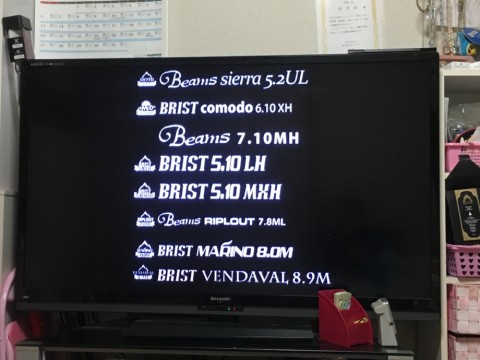 Beams sierra 5.2UL
BRIST comodo 6.10 XH
Beams 7.10MH
BRIST 5.10 LH
BRIST 5.10 MXH
Beams RIPLOUT 7.8ML
BRIST MARINO 8.0M
BRIST VENDAVAL 8.9M
SHARP